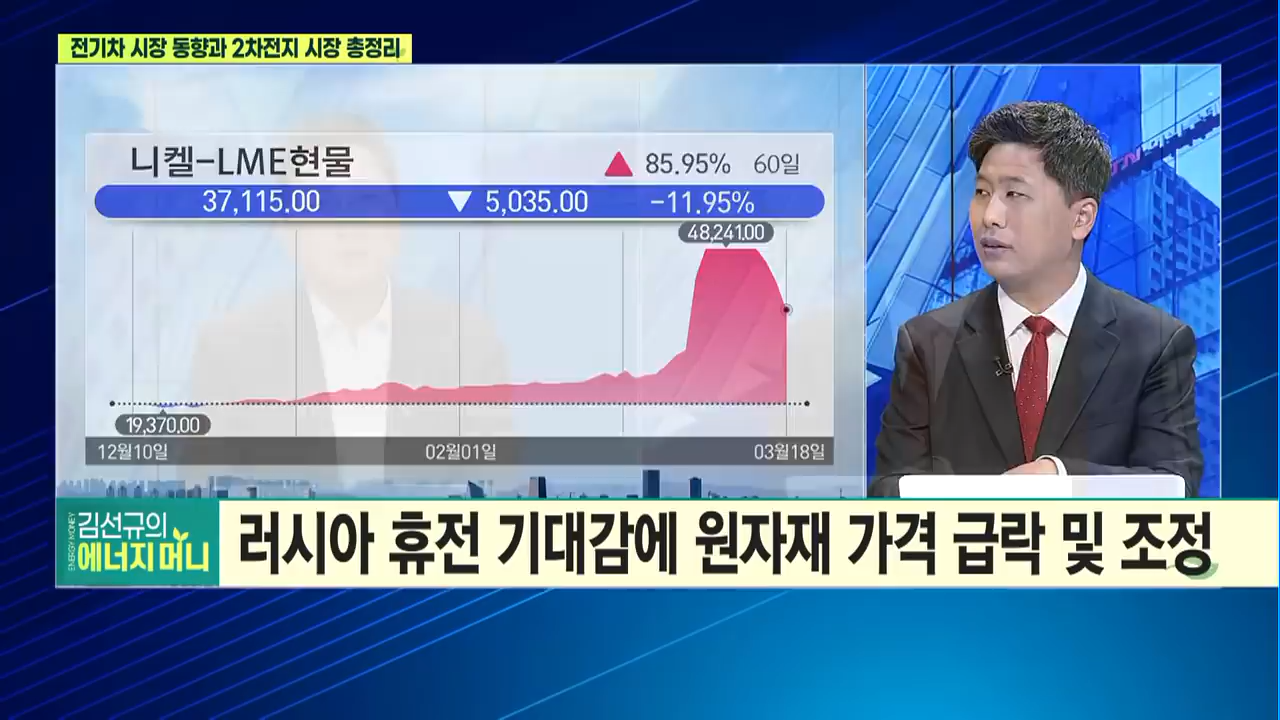 전기차 시장 동향과 2차전지 시장 총정리
니켈-LME현물 ▲ 85.95% 60일
37,115.00 ▼ 5,035.00 -11.95%
48,241.00
19,370.00
12월10일 02월01일 03월18일
김선규의
에너지 머니
ENERGY MONEY
러시아 휴전 기대감에 원자재 가격 급락 및 조정